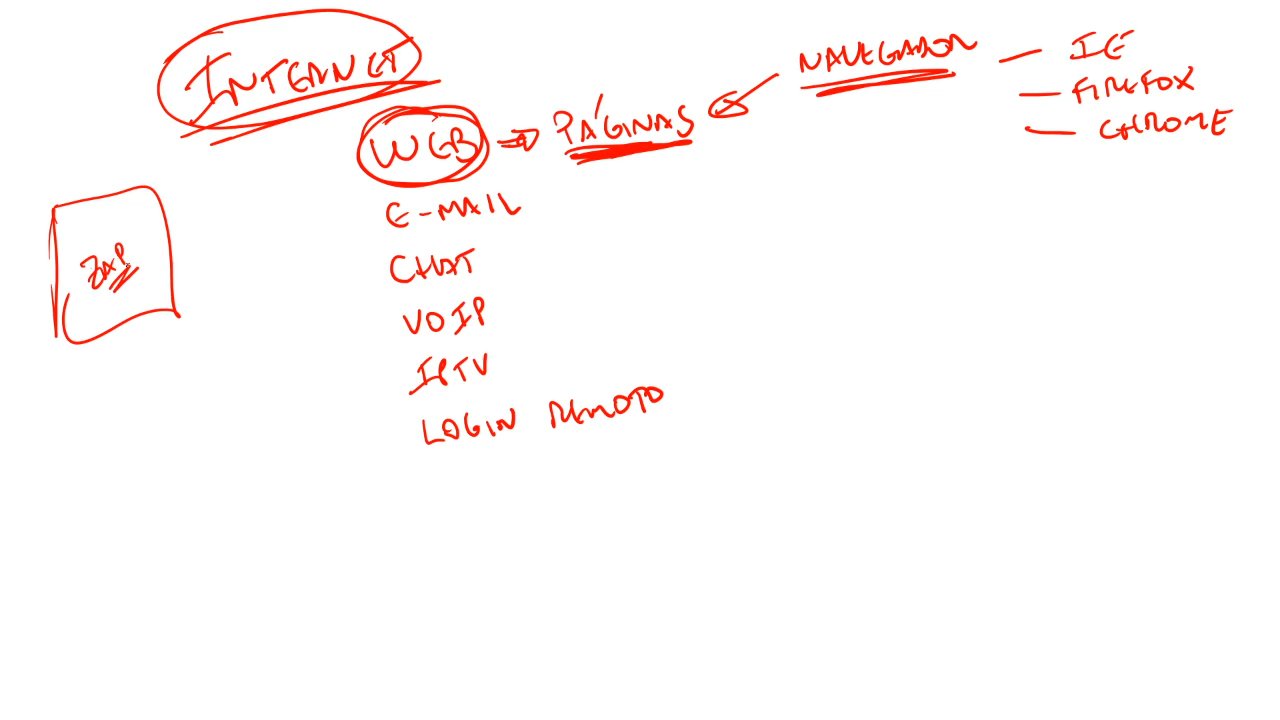 INTERNET
NAVEGADOR — IE
— FIREFOX
— CHROME
WEB ⇒ PÁGINAS
E-MAIL
CHAT
VOIP
IPTV
LOGIN REMOTO
ZAP